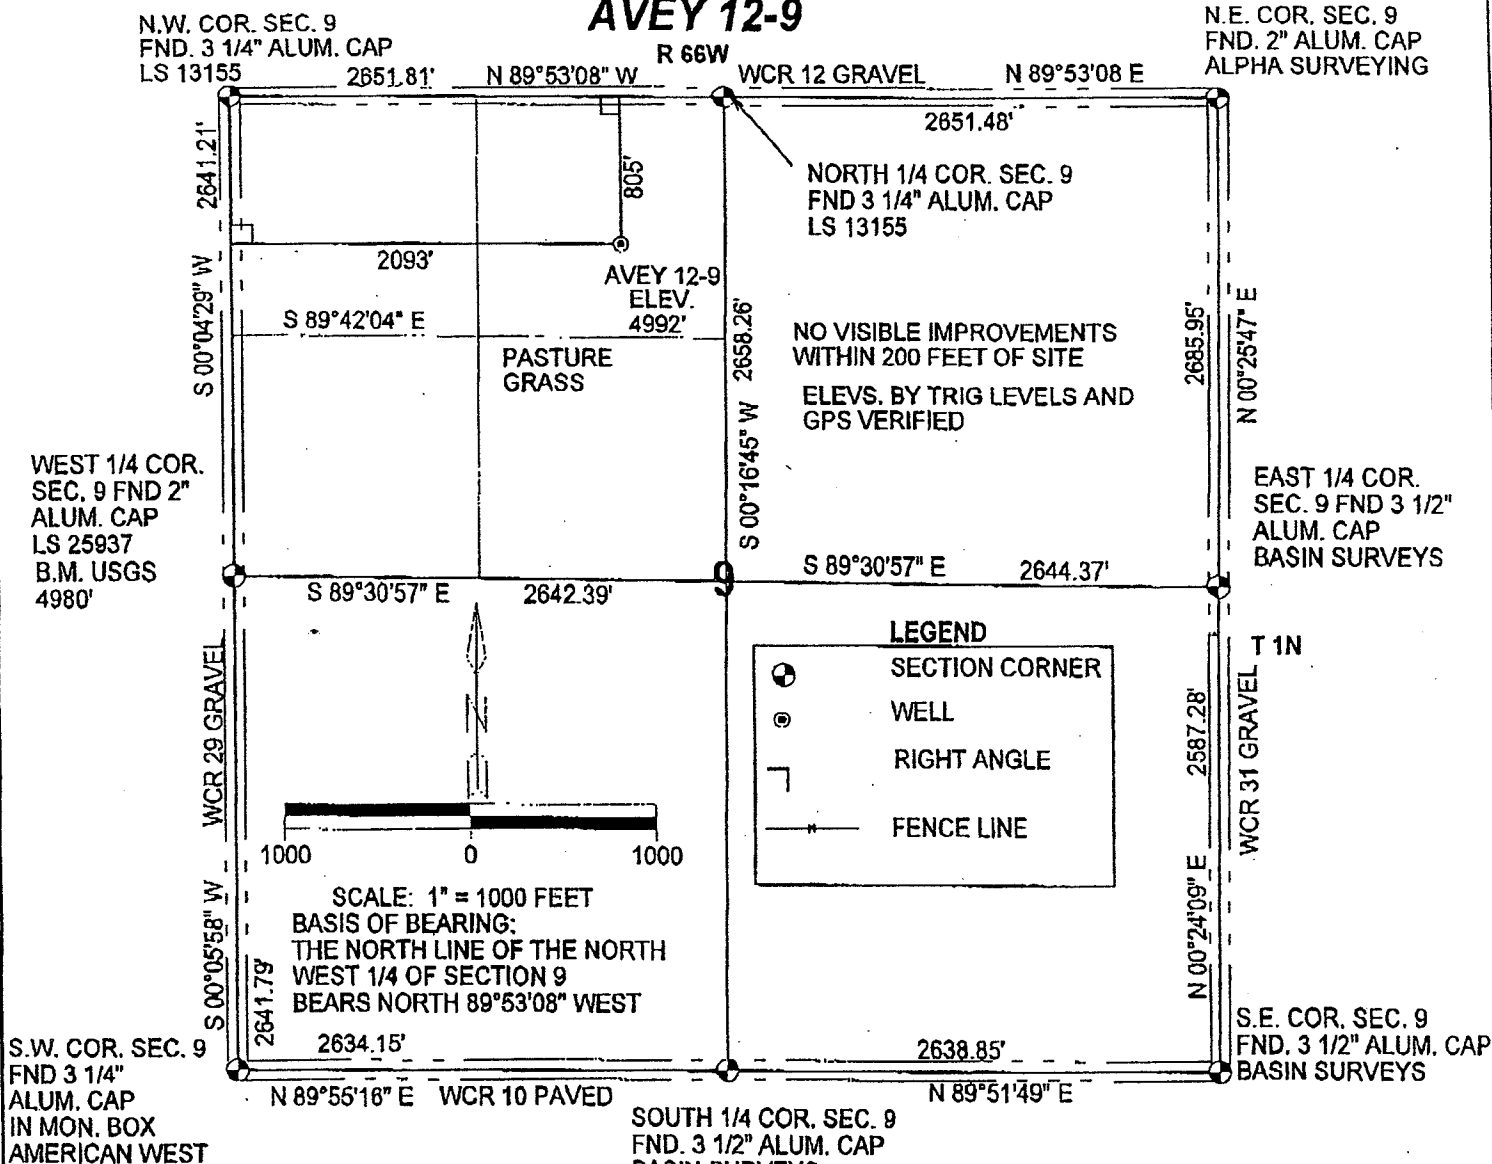 AVEY 12-9
R 66W
N.W. COR. SEC. 9
FND. 3 1/4" ALUM. CAP
LS 13155
2651.81'
N 89°53'08" W
WCR 12 GRAVEL
N 89°53'08 E
N.E. COR. SEC. 9
FND. 2" ALUM. CAP
ALPHA SURVEYING
2651.48'
2641.21'
805'
NORTH 1/4 COR. SEC. 9
FND 3 1/4" ALUM. CAP
LS 13155
2093'
AVEY 12-9
ELEV.
4992'
S 00°04'29" W
S 89°42'04" E
PASTURE
GRASS
2658.26'
S 00°16'45" W
NO VISIBLE IMPROVEMENTS
WITHIN 200 FEET OF SITE
ELEVS. BY TRIG LEVELS AND
GPS VERIFIED
2685.95'
N 00°25'47" E
WEST 1/4 COR.
SEC. 9 FND 2"
ALUM. CAP
LS 25937
B.M. USGS
4980'
EAST 1/4 COR.
SEC. 9 FND 3 1/2"
ALUM. CAP
BASIN SURVEYS
S 89°30'57" E
2642.39'
9
S 89°30'57" E
2644.37'
LEGEND
SECTION CORNER
WELL
RIGHT ANGLE
FENCE LINE
T 1N
WCR 29 GRAVEL
N
2587.28'
WCR 31 GRAVEL
1000
0
1000
SCALE: 1" = 1000 FEET
BASIS OF BEARING:
THE NORTH LINE OF THE NORTH
WEST 1/4 OF SECTION 9
BEARS NORTH 89°53'08" WEST
S 00°05'58" W
2641.79'
N 00°24'09" E
S.W. COR. SEC. 9
FND 3 1/4"
ALUM. CAP
IN MON. BOX
AMERICAN WEST
2634.15'
N 89°55'16" E
WCR 10 PAVED
2638.85'
N 89°51'49" E
S.E. COR. SEC. 9
FND. 3 1/2" ALUM. CAP
BASIN SURVEYS
SOUTH 1/4 COR. SEC. 9
FND. 3 1/2" ALUM. CAP
BASIN SURVEYS